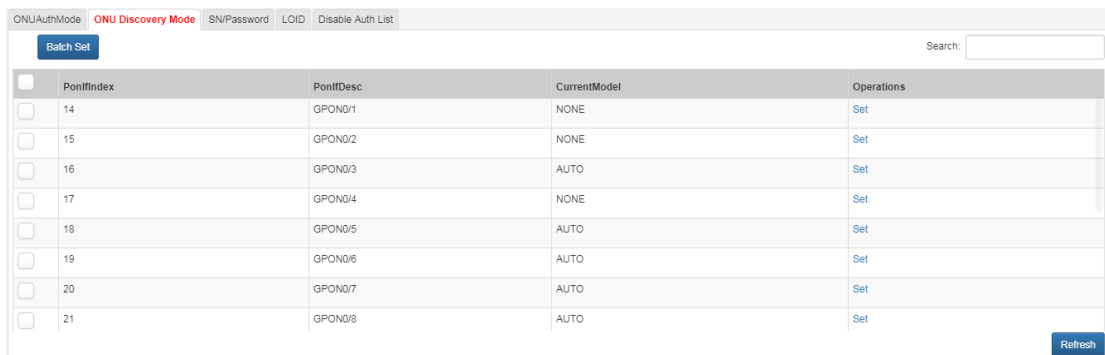 ONUAuthMode ONU Discovery Mode SN/Password LOID Disable Auth List
Batch Set Search:
PonIfIndex PonIfDesc CurrentModel Operations
14 GPON0/1 NONE Set
15 GPON0/2 NONE Set
16 GPON0/3 AUTO Set
17 GPON0/4 NONE Set
18 GPON0/5 AUTO Set
19 GPON0/6 AUTO Set
20 GPON0/7 AUTO Set
21 GPON0/8 AUTO Set
Refresh